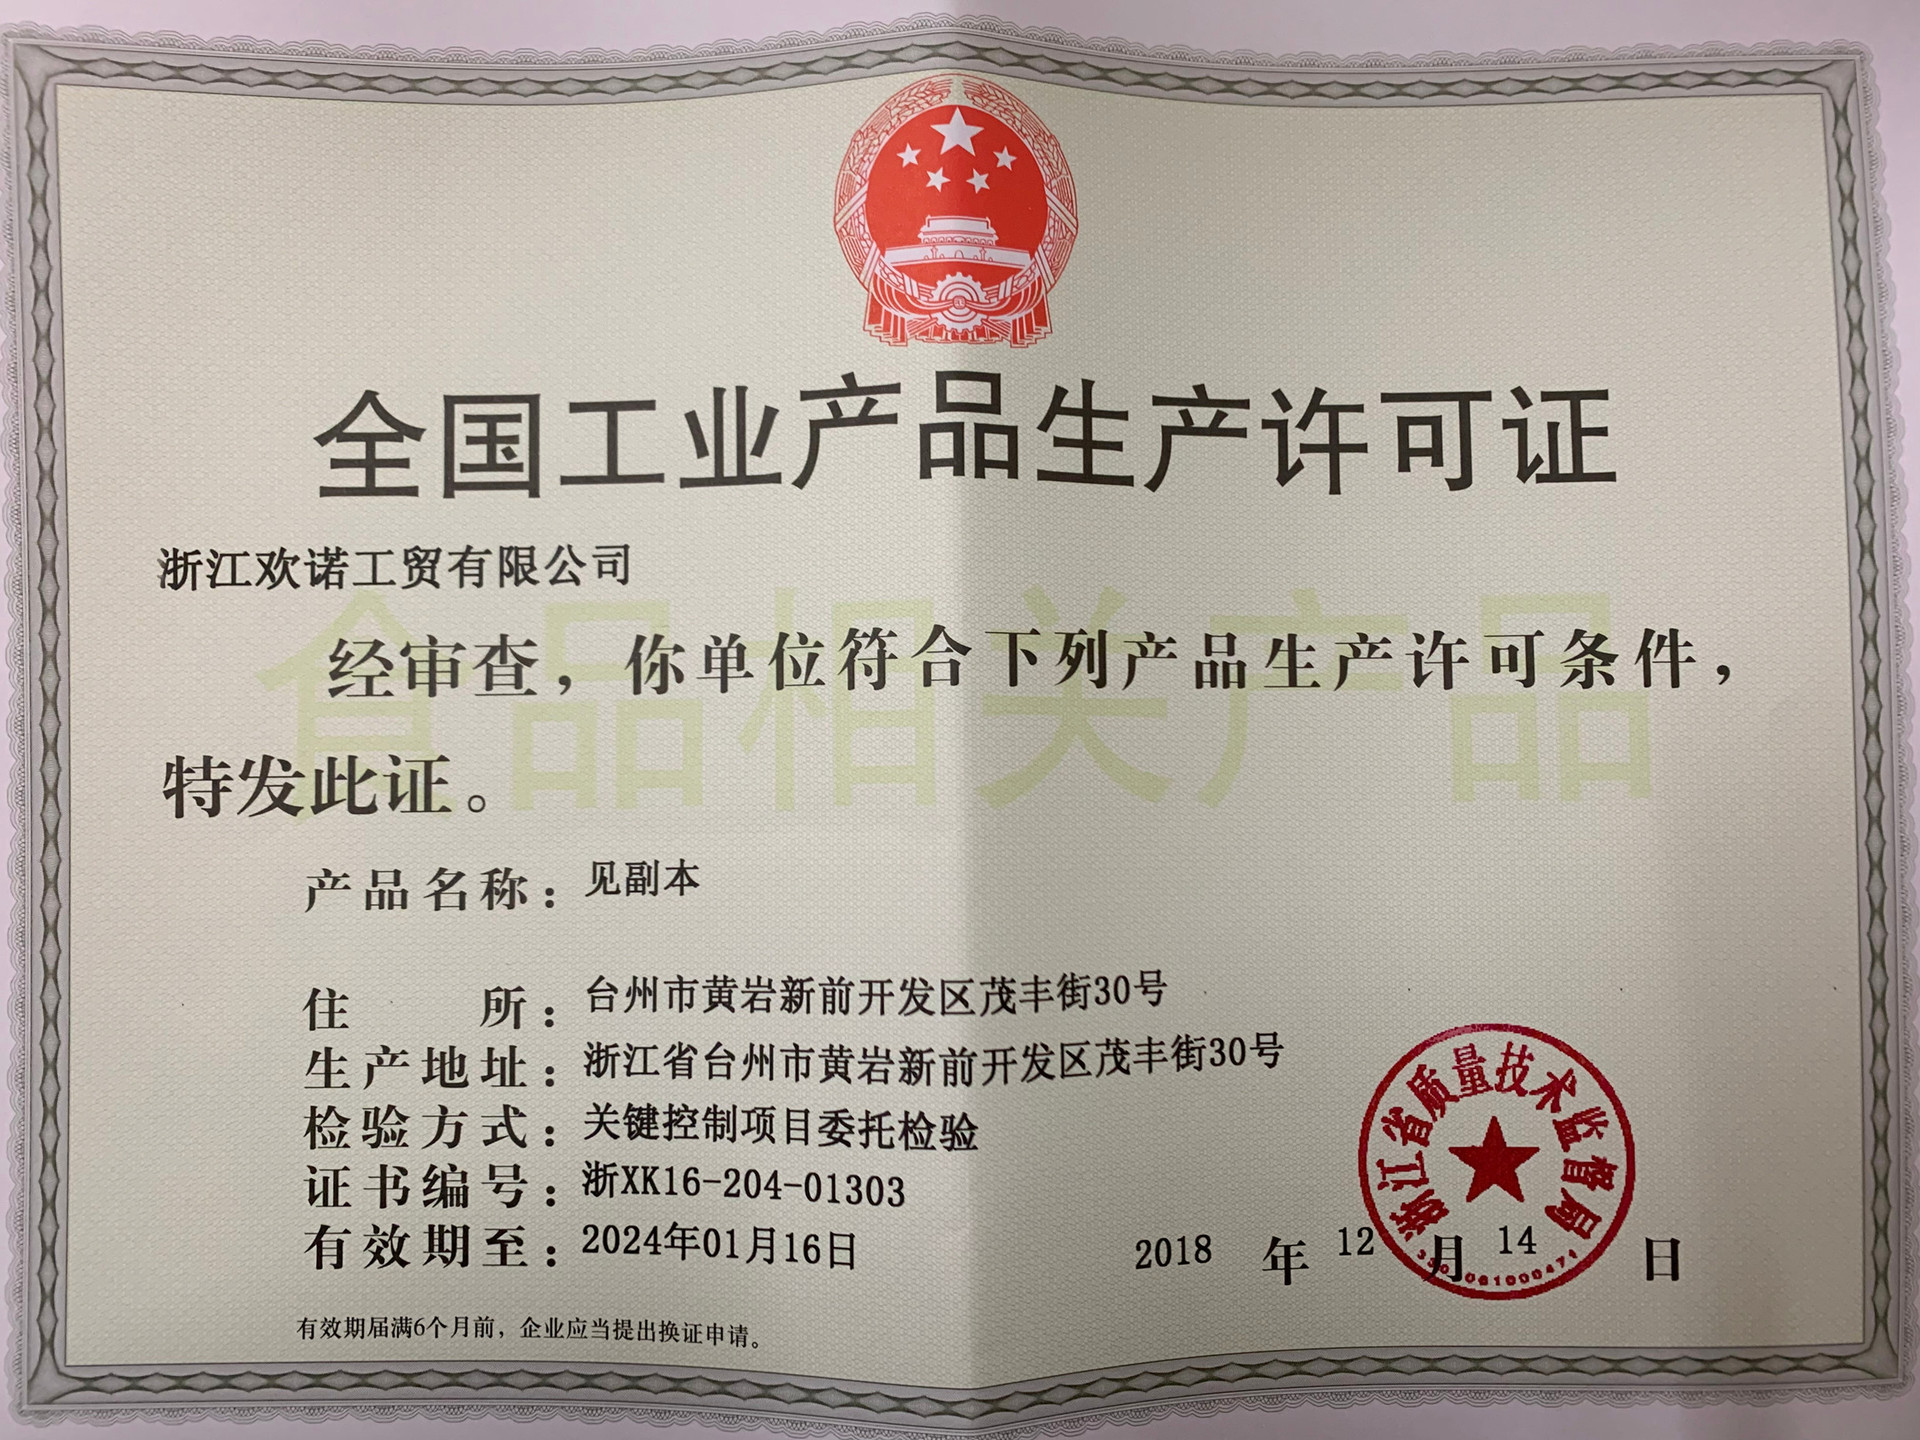 全国工业产品生产许可证
浙江欢诺工贸有限公司
食品相关产品
经审查，你单位符合下列产品生产许可条件，
特发此证。
产品名称：见副本
住所：台州市黄岩新前开发区茂丰街30号
生产地址：浙江省台州市黄岩新前开发区茂丰街30号
检验方式：关键控制项目委托检验
证书编号：浙XK16-204-01303
有效期至：2024年01月16日
浙江省质量技术监督局
2018 年 12 月 14 日
有效期届满6个月前，企业应当提出换证申请。